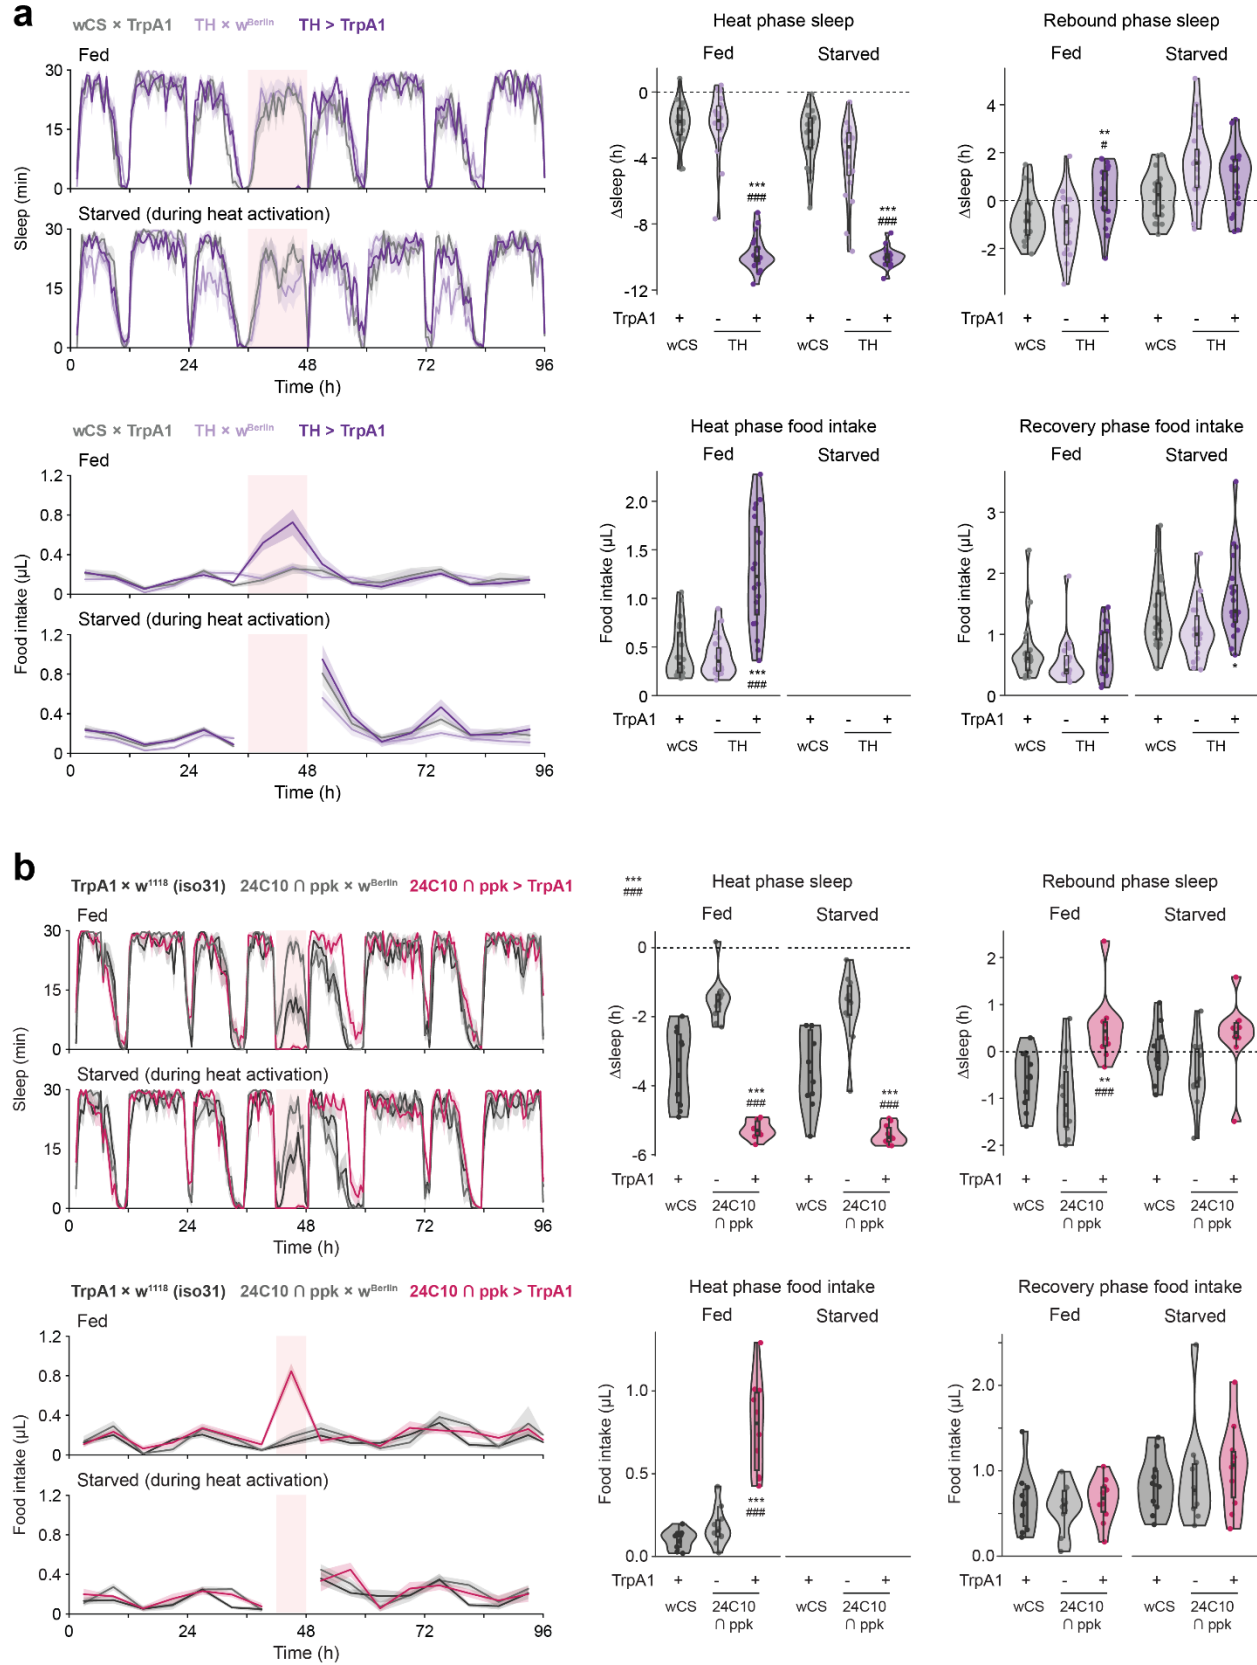 a
wCS × TrpA1 TH × wBerlin TH > TrpA1
Fed
30
15
0
Starved (during heat activation)
30
15
0
Sleep (min)
0 24 48 72 96
Time (h)
Heat phase sleep
Fed Starved
0
-4
-8
-12
Δsleep (h)
***
###
***
###
TrpA1 + - + + - +
wCS TH wCS TH
Rebound phase sleep
Fed Starved
4
2
0
-2
Δsleep (h)
**
#
TrpA1 + - + + - +
wCS TH wCS TH
wCS × TrpA1 TH × wBerlin TH > TrpA1
Fed
1.2
0.8
0.4
0
Starved (during heat activation)
1.2
0.8
0.4
0
Food intake (µL)
0 24 48 72 96
Time (h)
Heat phase food intake
Fed Starved
2.0
1.5
1.0
0.5
0
Food intake (µL)
***
###
TrpA1 + - + + - +
wCS TH wCS TH
Recovery phase food intake
Fed Starved
3
2
1
0
Food intake (µL)
*
TrpA1 + - + + - +
wCS TH wCS TH
b
TrpA1 × w1118 (iso31) 24C10 ∩ ppk × wBerlin 24C10 ∩ ppk > TrpA1
Fed
30
15
0
Starved (during heat activation)
30
15
0
Sleep (min)
0 24 48 72 96
Time (h)
***
###
Heat phase sleep
Fed Starved
0
-2
-4
-6
Δsleep (h)
***
###
***
###
TrpA1 + - + + - +
wCS 24C10 wCS 24C10
∩ ppk ∩ ppk
Rebound phase sleep
Fed Starved
2
1
0
-1
-2
Δsleep (h)
**
###
TrpA1 + - + + - +
wCS 24C10 wCS 24C10
∩ ppk ∩ ppk
TrpA1 × w1118 (iso31) 24C10 ∩ ppk × wBerlin 24C10 ∩ ppk > TrpA1
Fed
1.2
0.8
0.4
0
Starved (during heat activation)
1.2
0.8
0.4
0
Food intake (µL)
0 24 48 72 96
Time (h)
Heat phase food intake
Fed Starved
1.0
0.5
0.0
Food intake (µL)
***
###
TrpA1 + - + + - +
wCS 24C10 wCS 24C10
∩ ppk ∩ ppk
Recovery phase food intake
Fed Starved
2.0
1.0
0.0
Food intake (µL)
TrpA1 + - + + - +
wCS 24C10 wCS 24C10
∩ ppk ∩ ppk